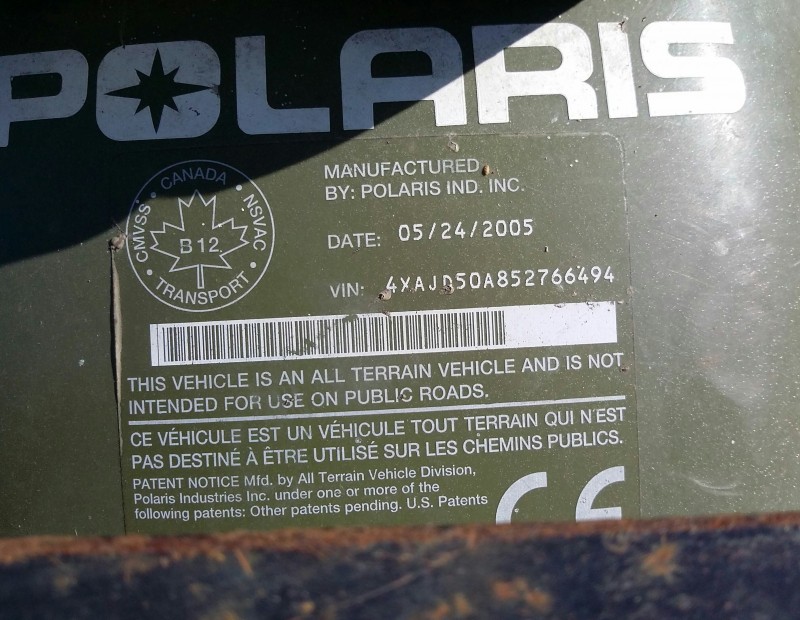 POLARIS
CMVSS • CANADA • NSVAC • TRANSPORT •
B 12
MANUFACTURED
BY: POLARIS IND. INC.
DATE: 05/24/2005
VIN: 4XAJD50A852766494
THIS VEHICLE IS AN ALL TERRAIN VEHICLE AND IS NOT
INTENDED FOR USE ON PUBLIC ROADS.
CE VÉHICULE EST UN VÉHICULE TOUT TERRAIN QUI N'EST
PAS DESTINÉ À ÊTRE UTILISÉ SUR LES CHEMINS PUBLICS.
PATENT NOTICE Mfd. by All Terrain Vehicle Division,
Polaris Industries Inc. under one or more of the
following patents: Other patents pending. U.S. Patents
CE